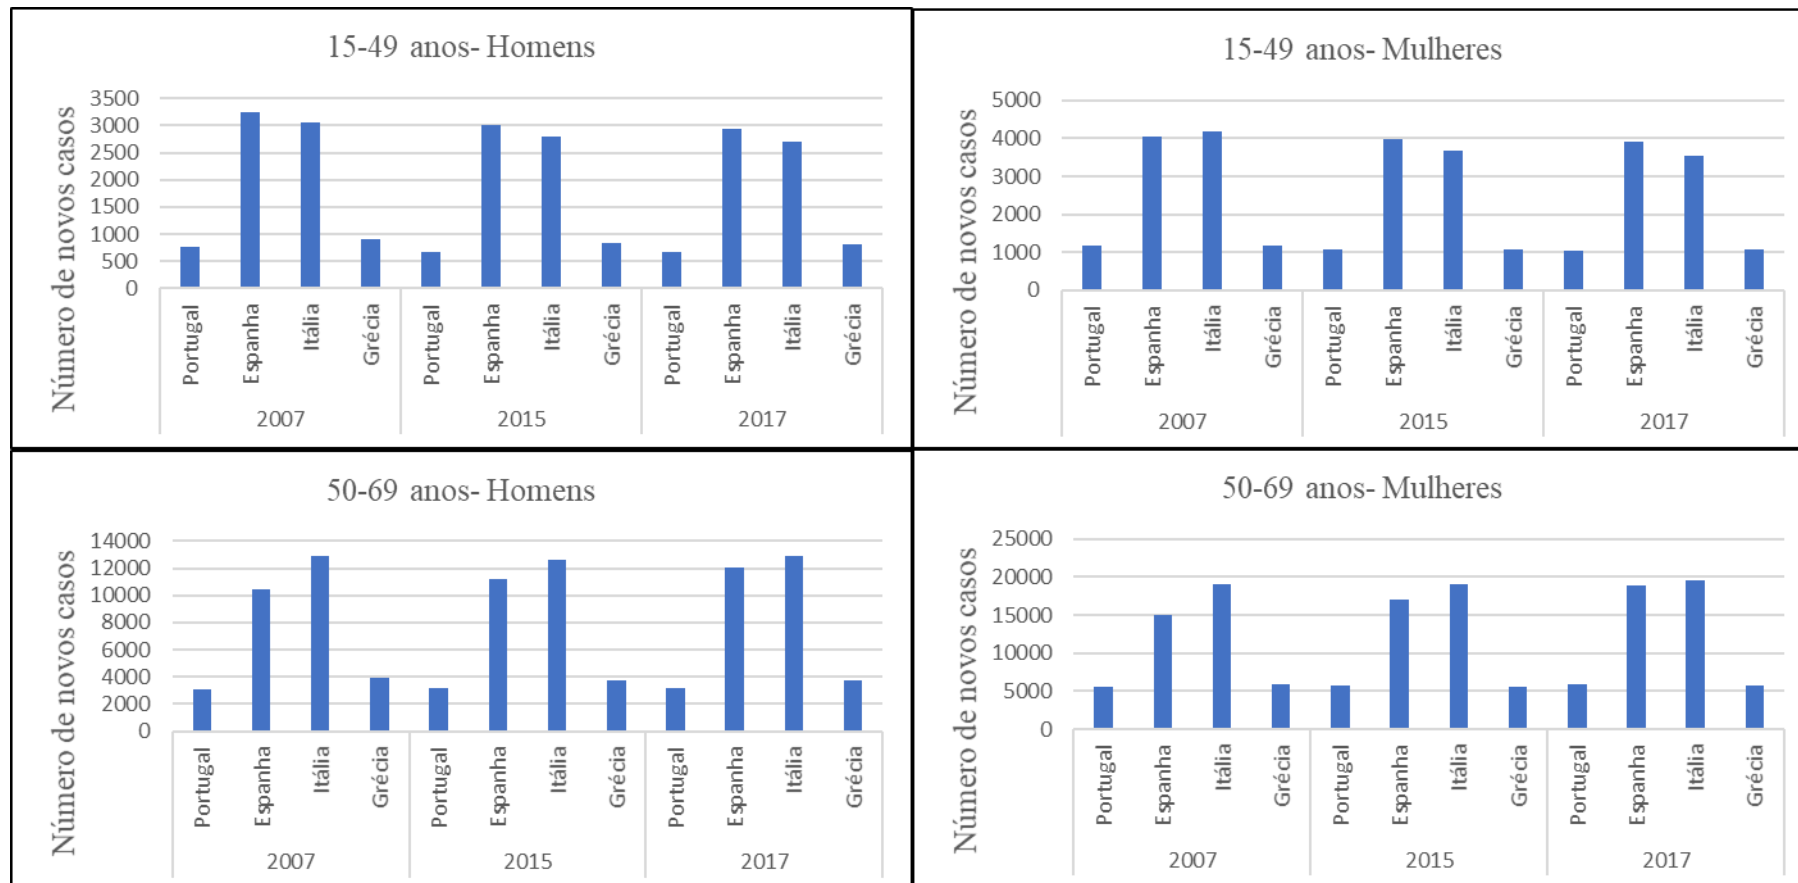 15-49 anos- Homens
Número de novos casos
3500
3000
2500
2000
1500
1000
500
0
Portugal
Espanha
Itália
Grécia
Portugal
Espanha
Itália
Grécia
Portugal
Espanha
Itália
Grécia
2007
2015
2017
15-49 anos- Mulheres
Número de novos casos
5000
4000
3000
2000
1000
0
Portugal
Espanha
Itália
Grécia
Portugal
Espanha
Itália
Grécia
Portugal
Espanha
Itália
Grécia
2007
2015
2017
50-69 anos- Homens
Número de novos casos
14000
12000
10000
8000
6000
4000
2000
0
Portugal
Espanha
Itália
Grécia
Portugal
Espanha
Itália
Grécia
Portugal
Espanha
Itália
Grécia
2007
2015
2017
50-69 anos- Mulheres
Número de novos casos
25000
20000
15000
10000
5000
0
Portugal
Espanha
Itália
Grécia
Portugal
Espanha
Itália
Grécia
Portugal
Espanha
Itália
Grécia
2007
2015
2017